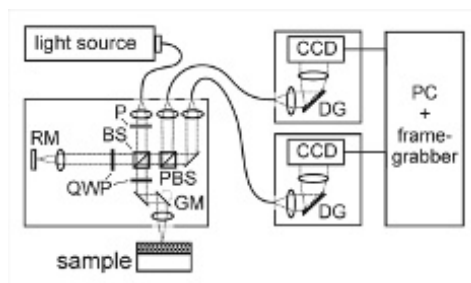 light source
CCD
DG
PC
+
frame-
grabber
P
BS
RM
QWP
PBS
GM
CCD
DG
sample